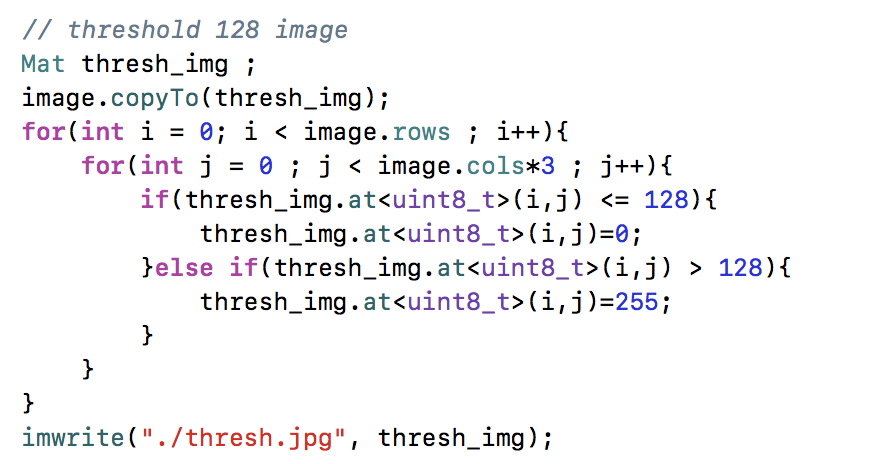 // threshold 128 image
Mat thresh_img ;
image.copyTo(thresh_img);
for(int i = 0; i < image.rows ; i++){
    for(int j = 0 ; j < image.cols*3 ; j++){
        if(thresh_img.at<uint8_t>(i,j) <= 128){
            thresh_img.at<uint8_t>(i,j)=0;
        }else if(thresh_img.at<uint8_t>(i,j) > 128){
            thresh_img.at<uint8_t>(i,j)=255;
        }
    }
}
imwrite("./thresh.jpg", thresh_img);